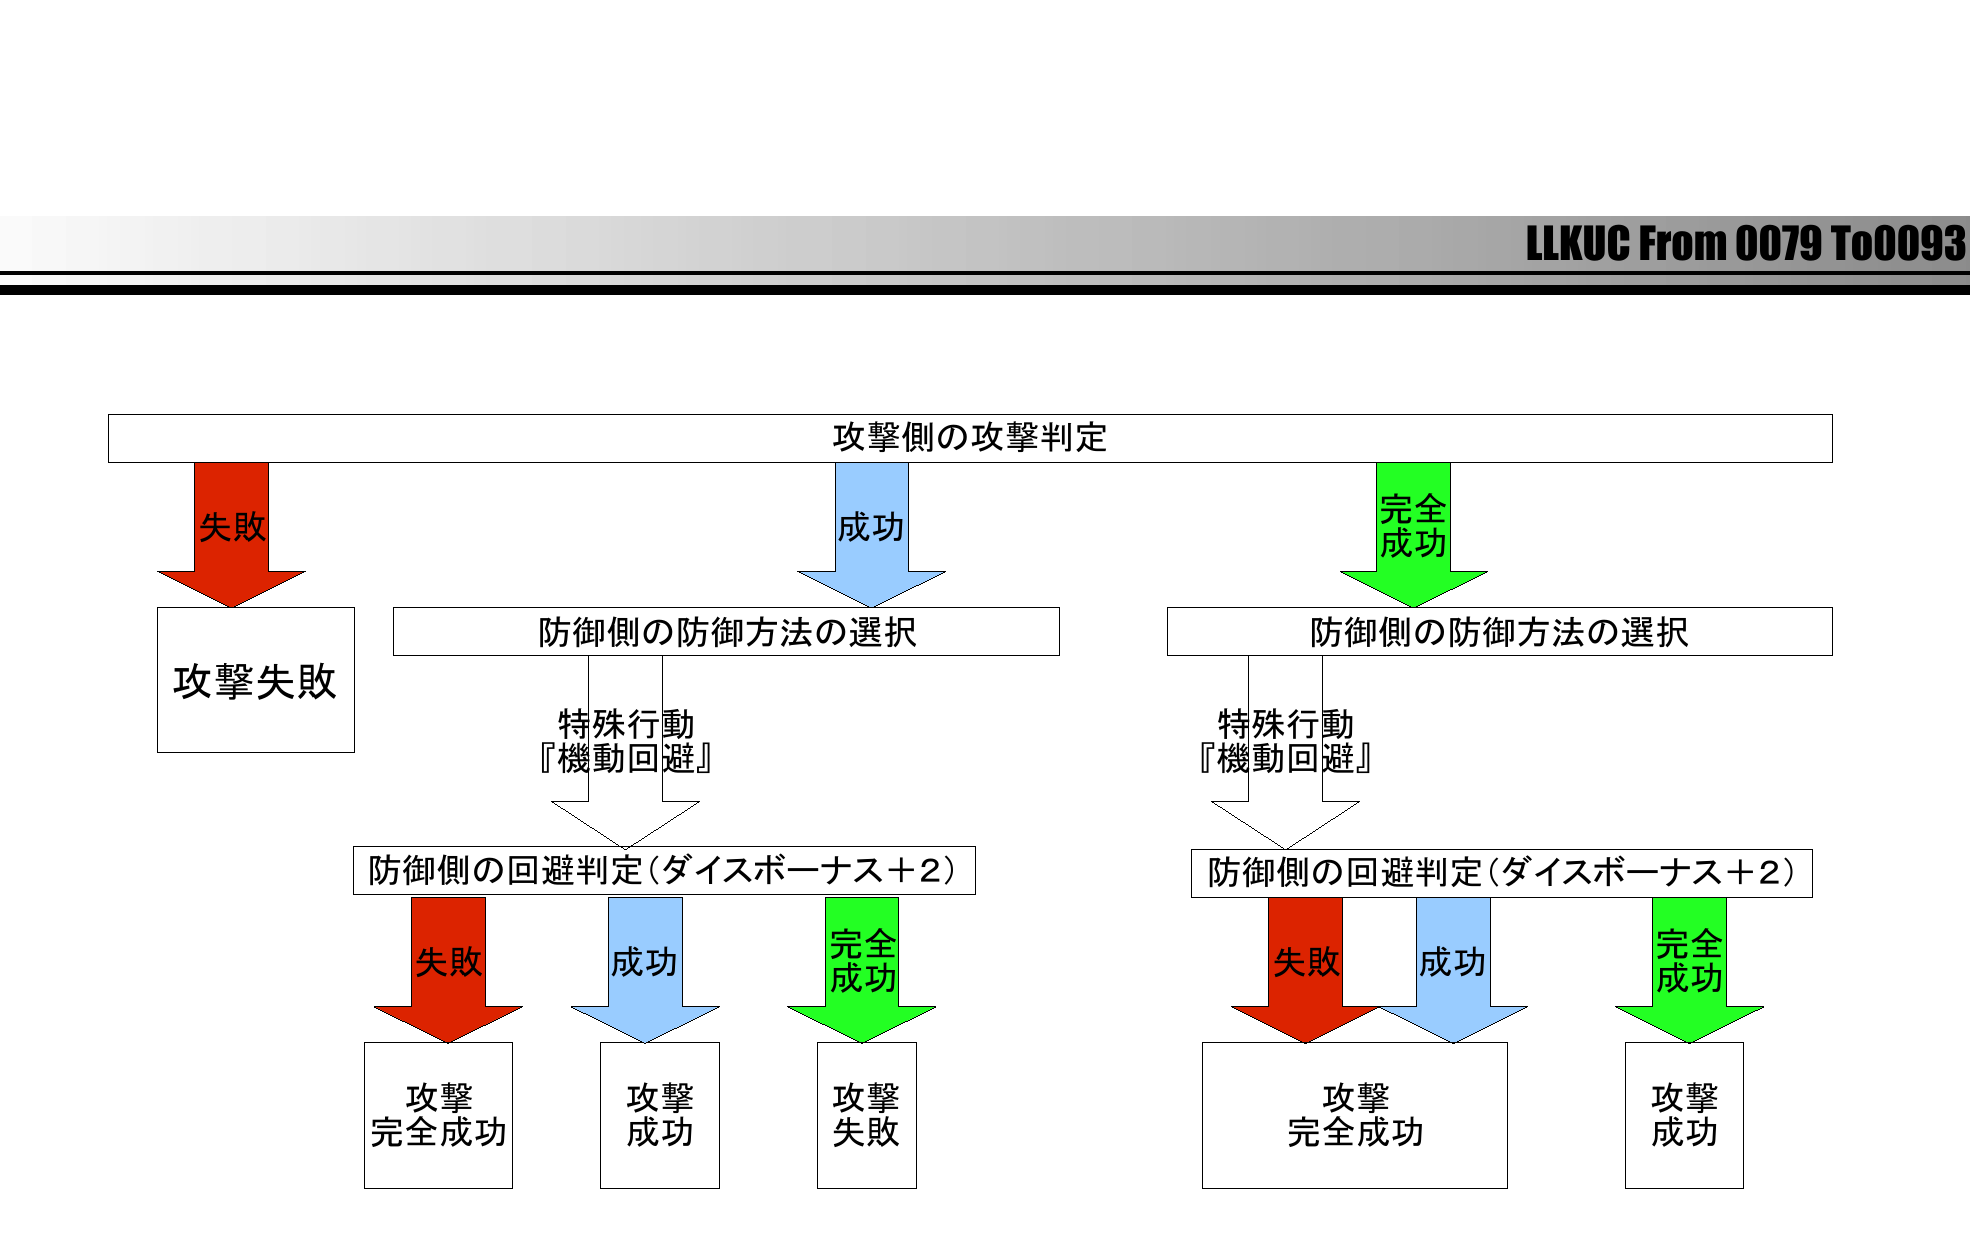 LLKUC From 0079 To0093
攻撃側の攻撃判定
失敗
成功
完全
成功
攻撃失敗
防御側の防御方法の選択
防御側の防御方法の選択
特殊行動
『機動回避』
特殊行動
『機動回避』
防御側の回避判定（ダイスボーナス＋２）
防御側の回避判定（ダイスボーナス＋２）
失敗
成功
完全
成功
失敗
成功
完全
成功
攻撃
完全成功
攻撃
成功
攻撃
失敗
攻撃
完全成功
攻撃
成功